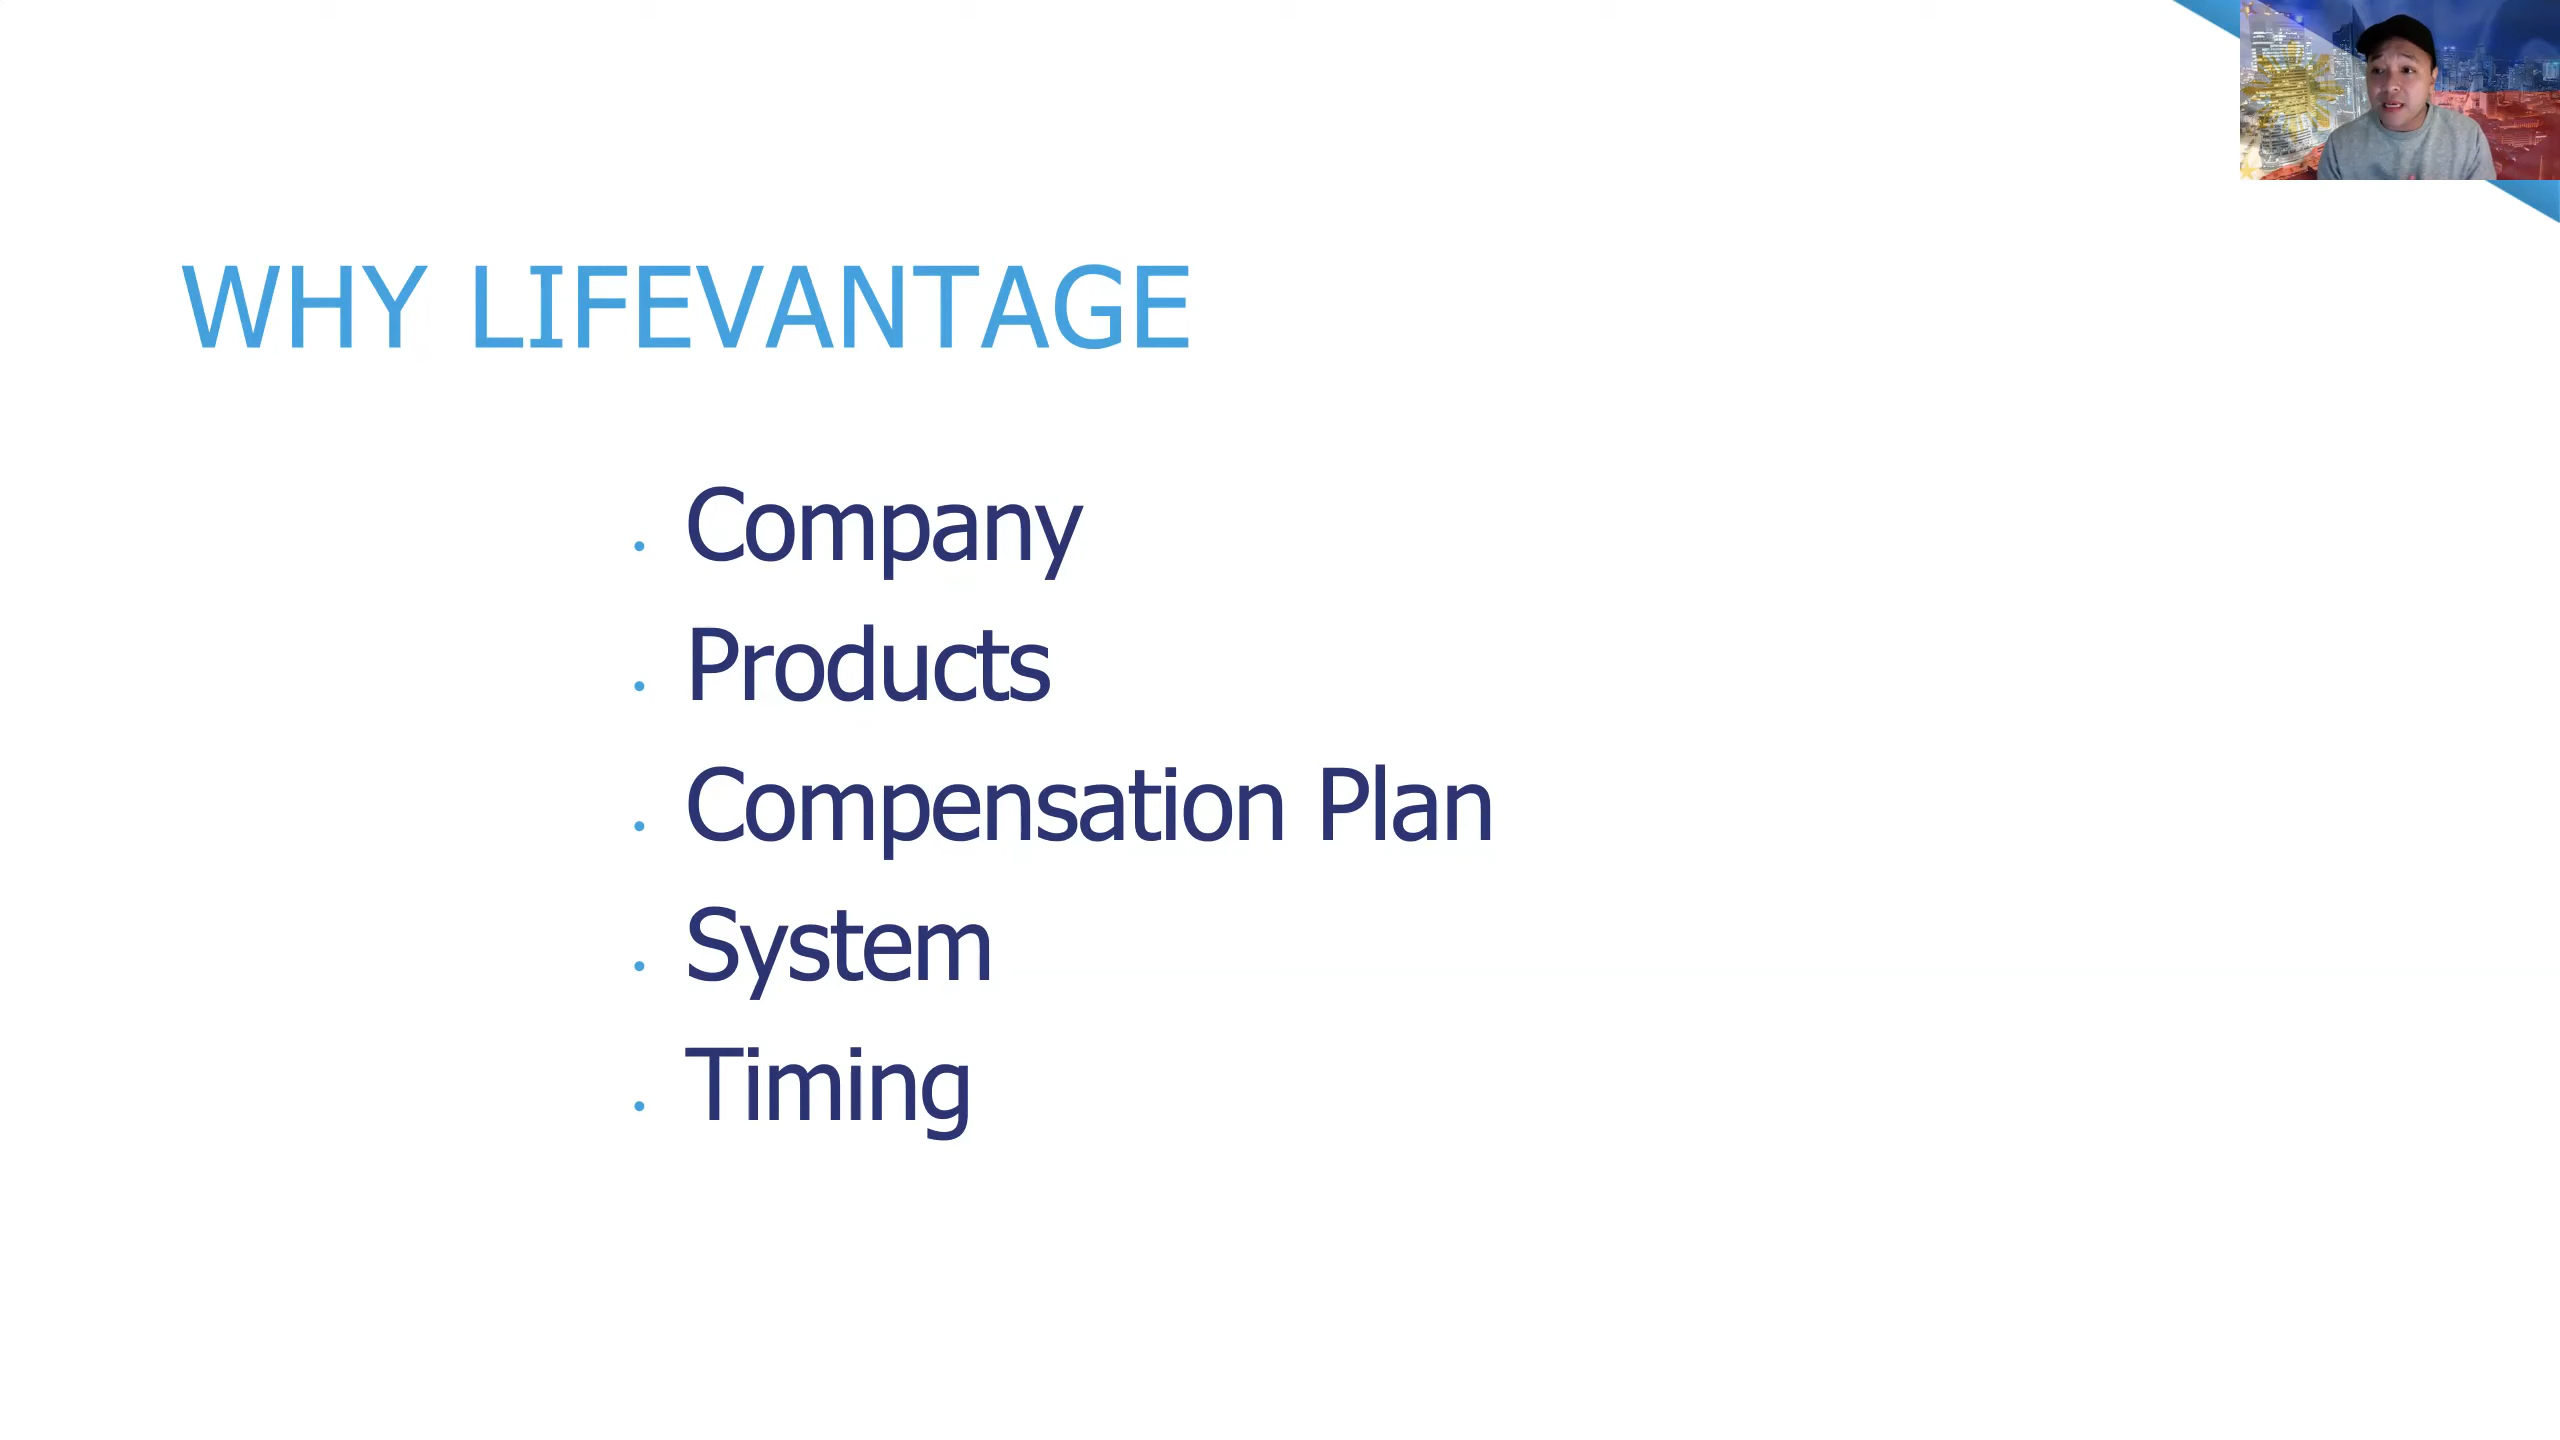 WHY LIFEVANTAGE
• Company
• Products
• Compensation Plan
• System
• Timing